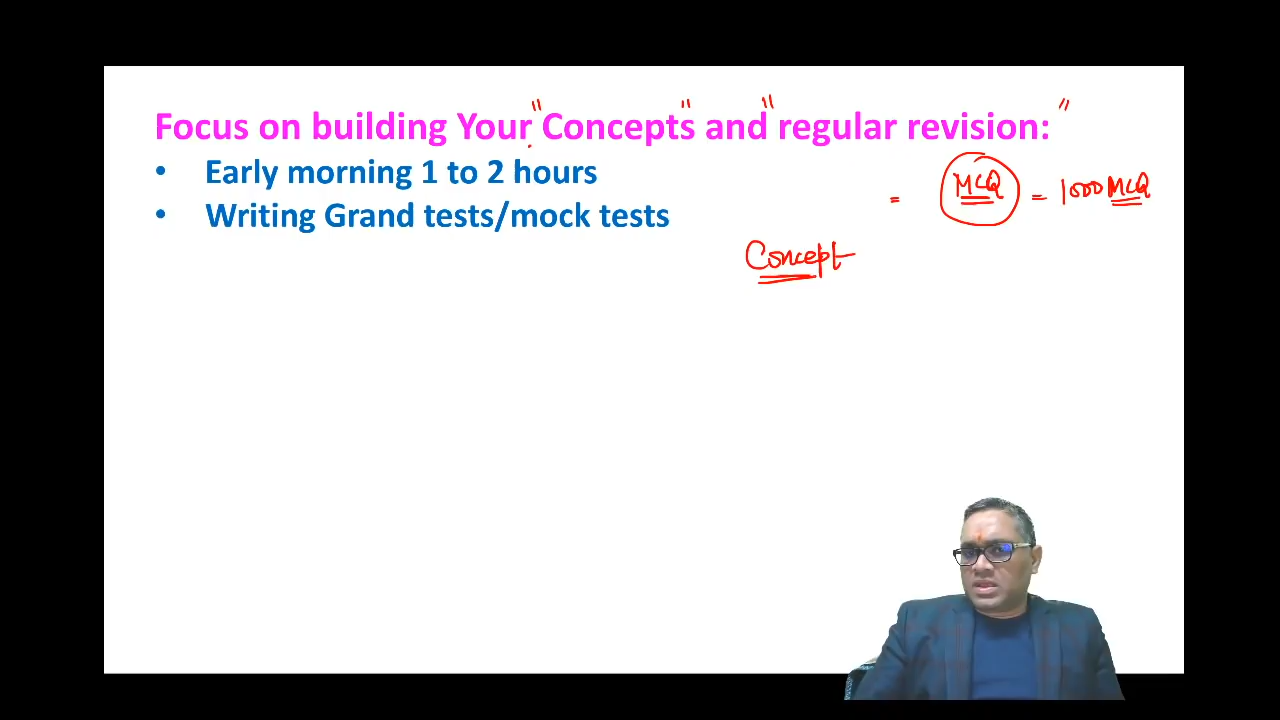 Focus on building Your "Concepts" and "regular revision: "
• Early morning 1 to 2 hours
= MCQ = 1000 MCQ
• Writing Grand tests/mock tests
Concept